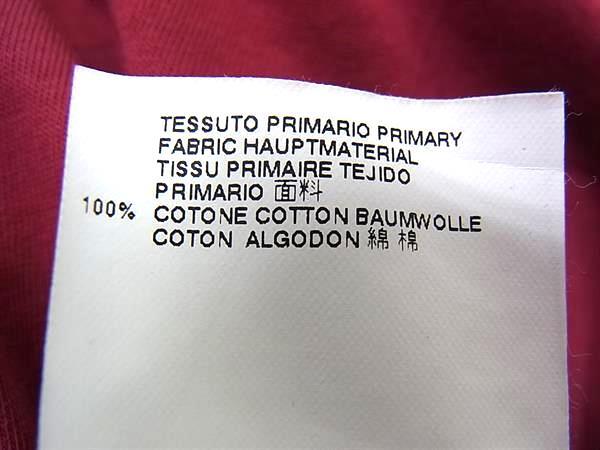 TESSUTO PRIMARIO PRIMARY
FABRIC HAUPTMATERIAL
TISSU PRIMAIRE TEJIDO
PRIMARIO 面料
100% COTONE COTTON BAUMWOLLE
COTON ALGODON 綿 棉